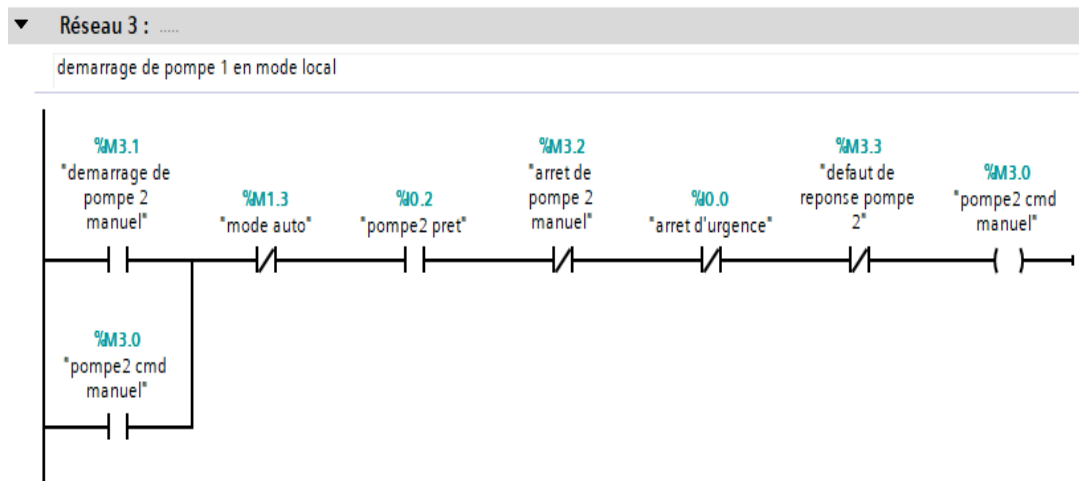 Réseau 3 : .....
demarrage de pompe 1 en mode local
%M3.1
"demarrage de
pompe 2
manuel"
%M1.3
"mode auto"
%I0.2
"pompe2 pret"
%M3.2
"arret de
pompe 2
manuel"
%I0.0
"arret d'urgence"
%M3.3
"defaut de
reponse pompe
2"
%M3.0
"pompe2 cmd
manuel"
%M3.0
"pompe2 cmd
manuel"